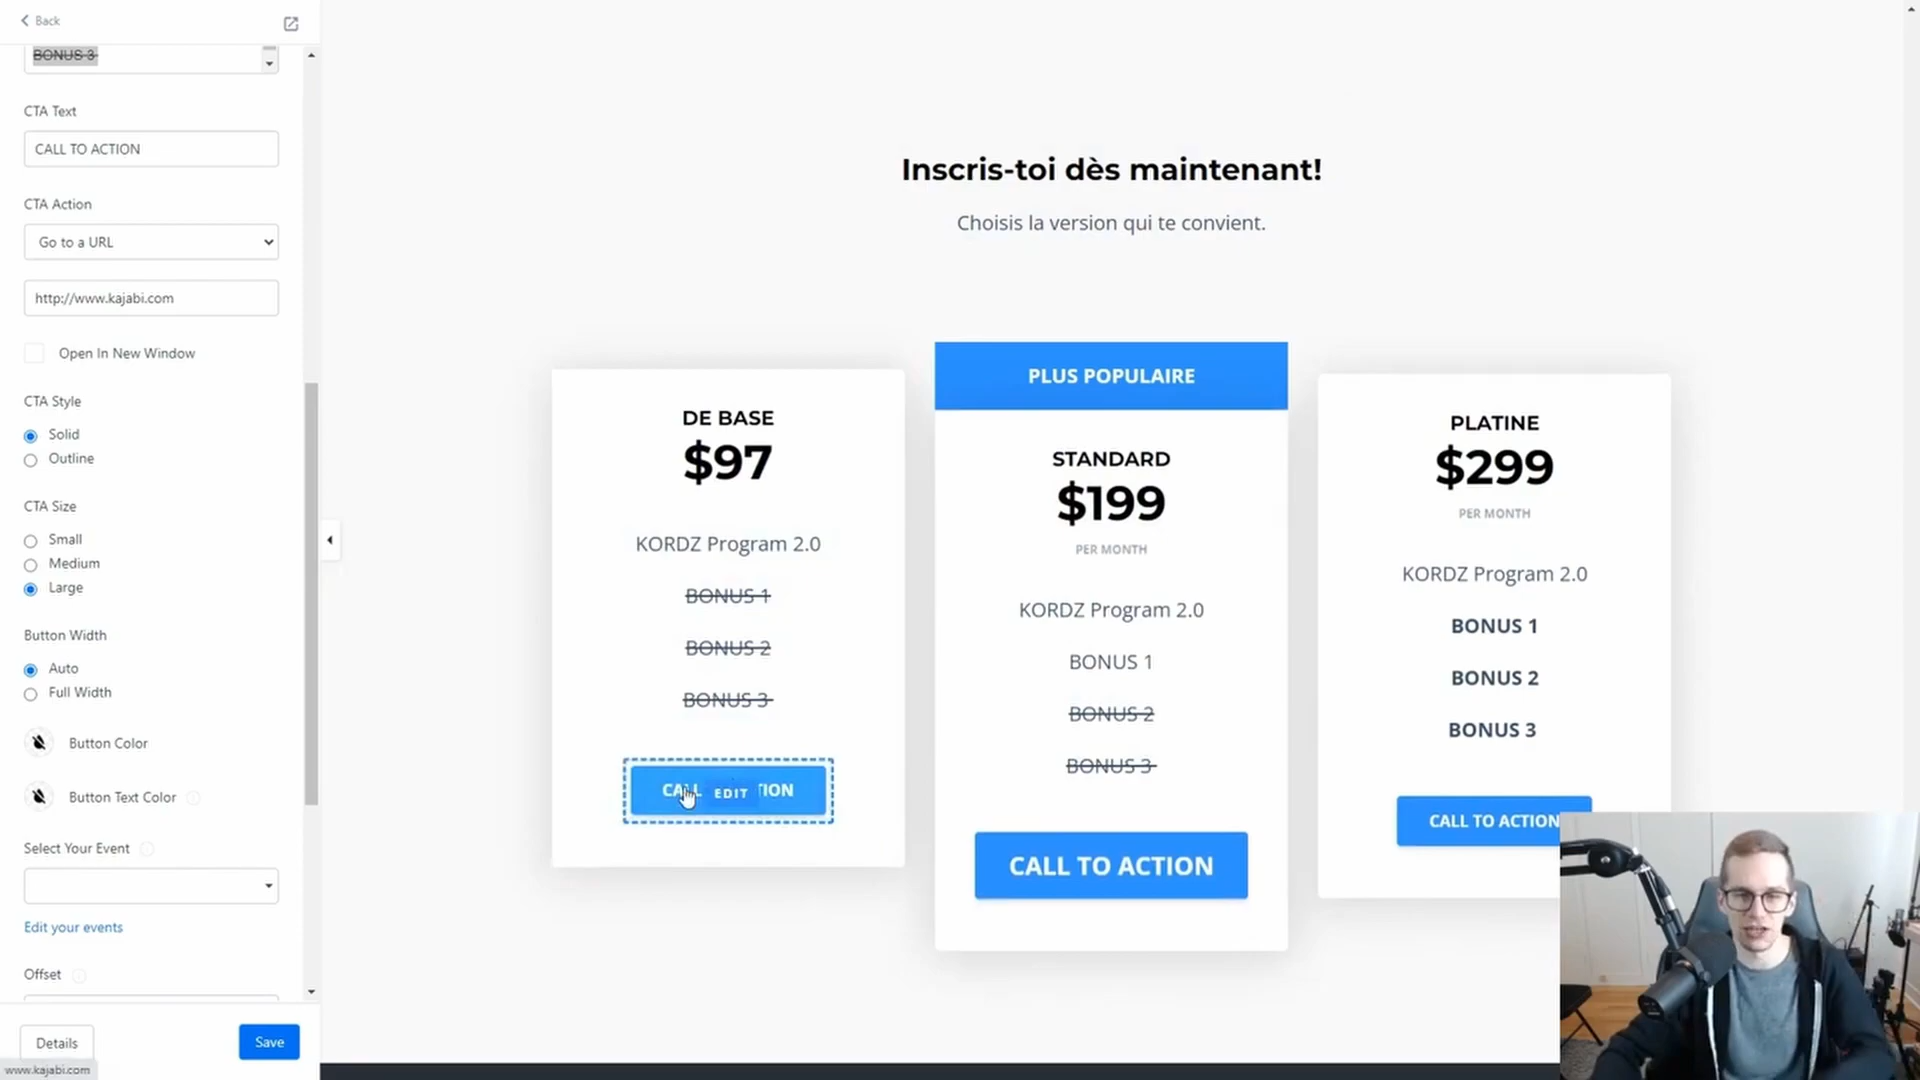 Back
BONUS 3
CTA Text
CALL TO ACTION
CTA Action
Go to a URL
http://www.kajabi.com
Open In New Window
CTA Style
Solid
Outline
CTA Size
Small
Medium
Large
Button Width
Auto
Full Width
Button Color
Button Text Color
Select Your Event
Edit your events
Offset
Details
Save
www.kajabi.com
Inscris-toi dès maintenant!
Choisis la version qui te convient.
DE BASE
$97
KORDZ Program 2.0
BONUS 1
BONUS 2
BONUS 3
CALL EDIT TION
PLUS POPULAIRE
STANDARD
$199
PER MONTH
KORDZ Program 2.0
BONUS 1
BONUS 2
BONUS 3
CALL TO ACTION
PLATINE
$299
PER MONTH
KORDZ Program 2.0
BONUS 1
BONUS 2
BONUS 3
CALL TO ACTION